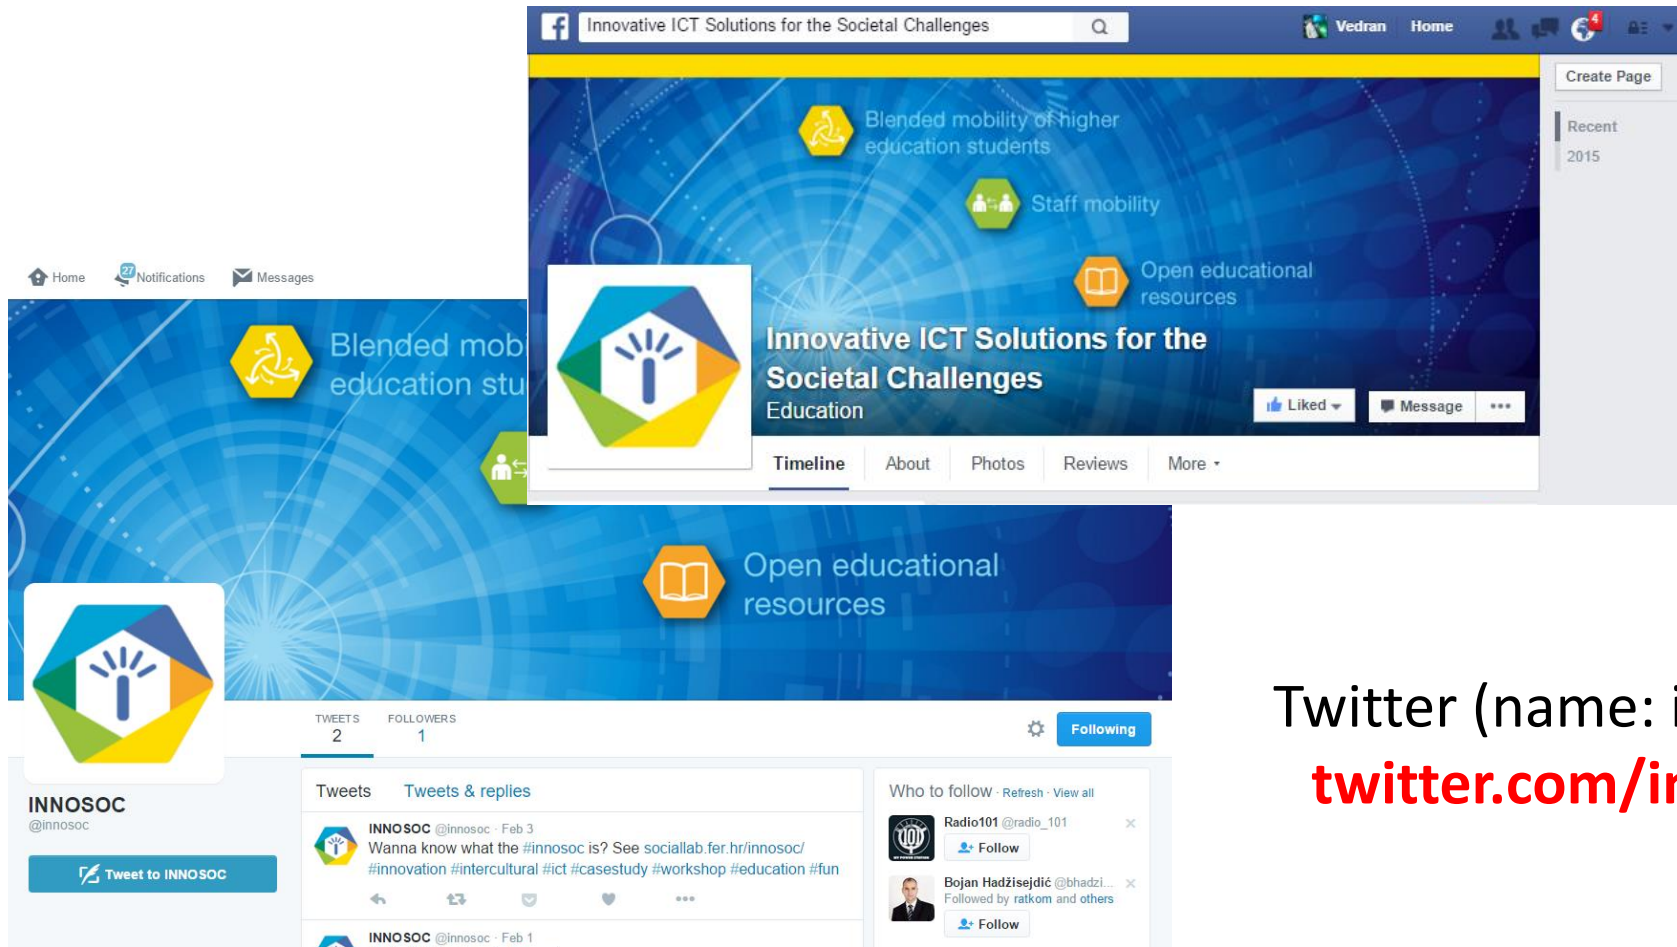 Innovative ICT Solutions for the Societal Challenges
Vedran Home
4
Create Page
Recent
2015
Blended mobility of higher
education students
Staff mobility
Open educational
resources
Innovative ICT Solutions for the
Societal Challenges
Education
Liked
Message
Timeline About Photos Reviews More
Home 27 Notifications Messages
Blended mobi
education stu
Open educational
resources
TWEETS FOLLOWERS
2 1
Following
INNOSOC
@innosoc
Tweet to INNOSOC
Tweets Tweets & replies
INNOSOC @innosoc · Feb 3
Wanna know what the #innosoc is? See sociallab.fer.hr/innosoc/
#innovation #intercultural #ict #casestudy #workshop #education #fun
INNOSOC @innosoc · Feb 1
Who to follow · Refresh · View all
Radio101 @radio_101
Follow
Bojan Hadžisejdić @bhadzi...
Followed by ratkom and others
Follow
Twitter (name: i
twitter.com/in